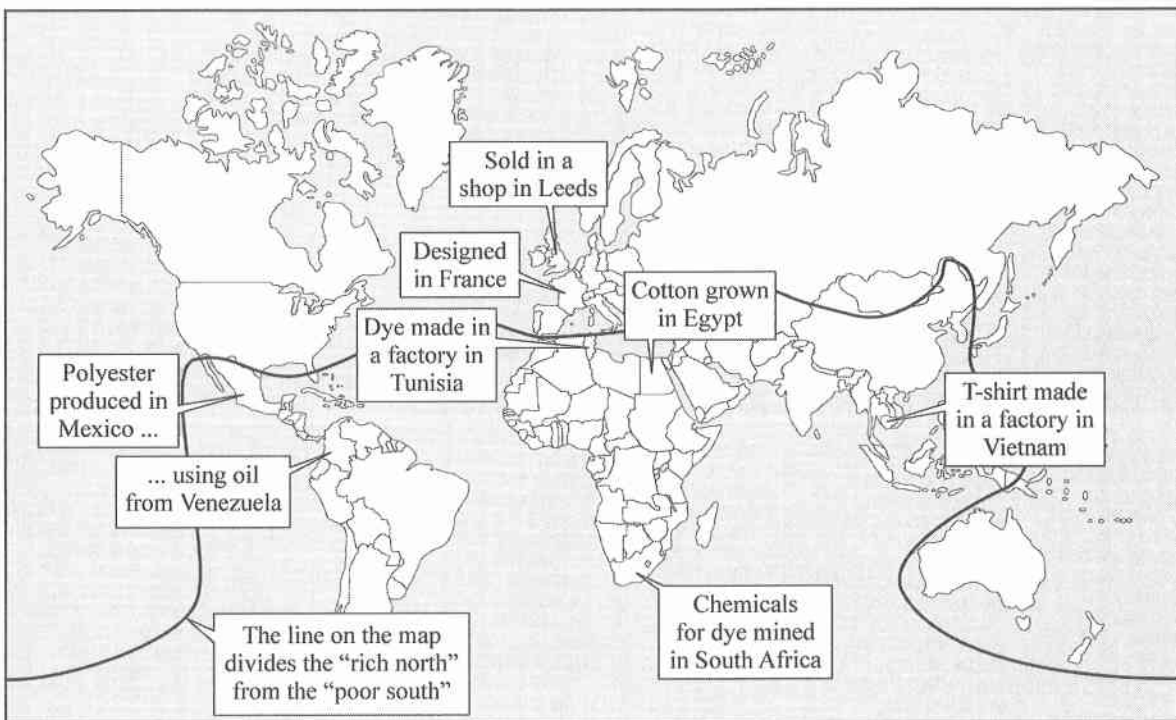 Sold in a
shop in Leeds
Designed
in France
Cotton grown
in Egypt
Dye made in
a factory in
Tunisia
Polyester
produced in
Mexico ...
T-shirt made
in a factory in
Vietnam
... using oil
from Venezuela
Chemicals
for dye mined
in South Africa
The line on the map
divides the “rich north”
from the “poor south”